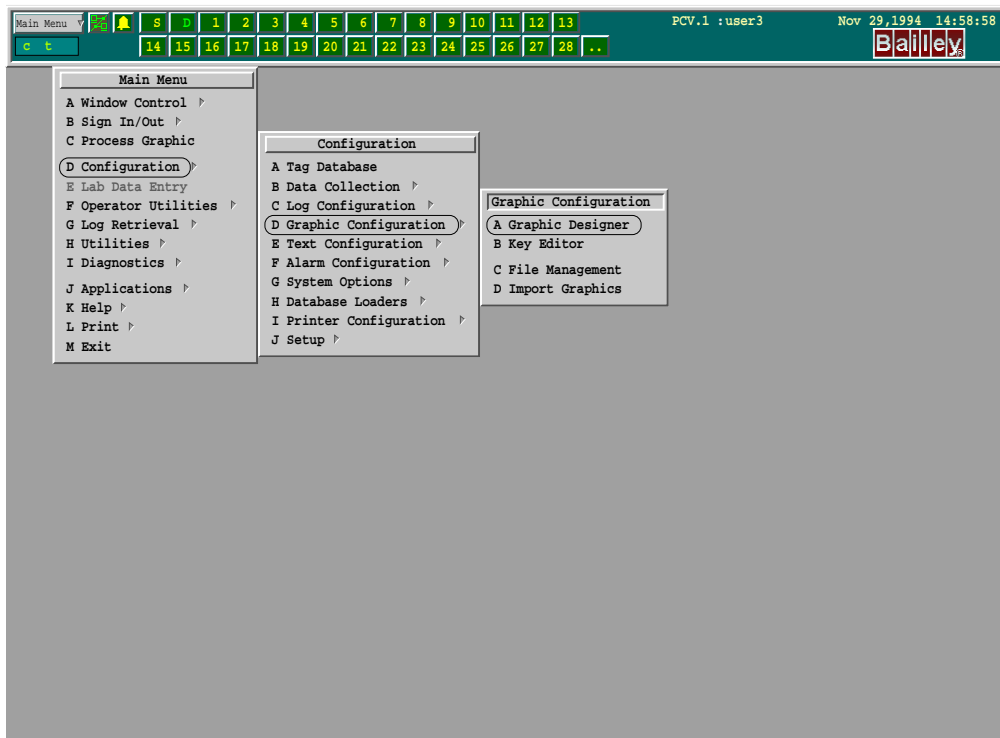 Main Menu S D 1 2 3 4 5 6 7 8 9 10 11 12 13 PCV.1 :user3 Nov 29,1994 14:58:58
c t 14 15 16 17 18 19 20 21 22 23 24 25 26 27 28 .. Bailey®
Main Menu
A Window Control
B Sign In/Out
C Process Graphic
D Configuration
E Lab Data Entry
F Operator Utilities
G Log Retrieval
H Utilities
I Diagnostics
J Applications
K Help
L Print
M Exit
Configuration
A Tag Database
B Data Collection
C Log Configuration
D Graphic Configuration
E Text Configuration
F Alarm Configuration
G System Options
H Database Loaders
I Printer Configuration
J Setup
Graphic Configuration
A Graphic Designer
B Key Editor
C File Management
D Import Graphics